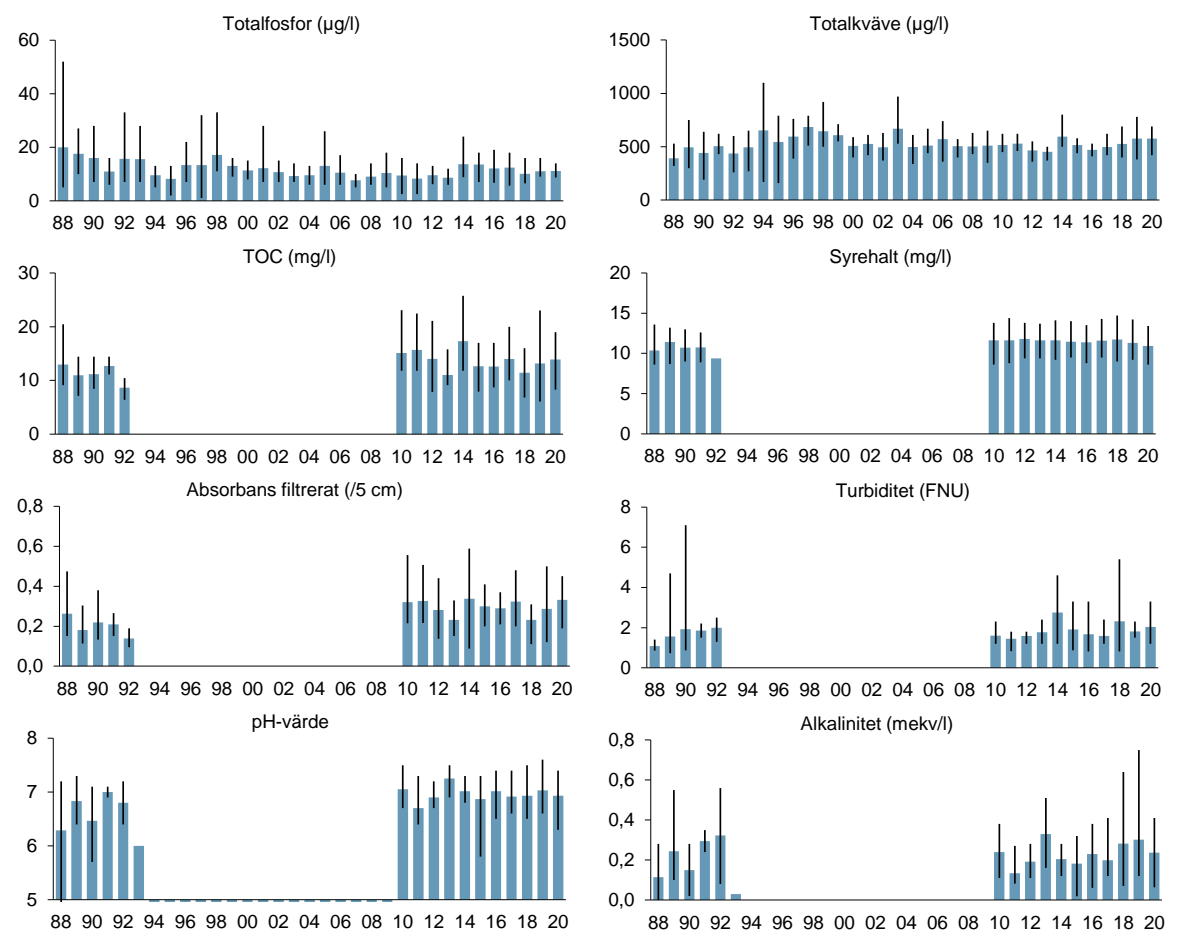 Totalfosfor (µg/l)
60
40
20
0
88 90 92 94 96 98 00 02 04 06 08 10 12 14 16 18 20
Totalkväve (µg/l)
1500
1000
500
0
88 90 92 94 96 98 00 02 04 06 08 10 12 14 16 18 20
TOC (mg/l)
30
20
10
0
88 90 92 94 96 98 00 02 04 06 08 10 12 14 16 18 20
Syrehalt (mg/l)
20
15
10
5
0
88 90 92 94 96 98 00 02 04 06 08 10 12 14 16 18 20
Absorbans filtrerat (/5 cm)
0,8
0,6
0,4
0,2
0,0
88 90 92 94 96 98 00 02 04 06 08 10 12 14 16 18 20
Turbiditet (FNU)
8
6
4
2
0
88 90 92 94 96 98 00 02 04 06 08 10 12 14 16 18 20
pH-värde
8
7
6
5
88 90 92 94 96 98 00 02 04 06 08 10 12 14 16 18 20
Alkalinitet (mekv/l)
0,8
0,6
0,4
0,2
0,0
88 90 92 94 96 98 00 02 04 06 08 10 12 14 16 18 20